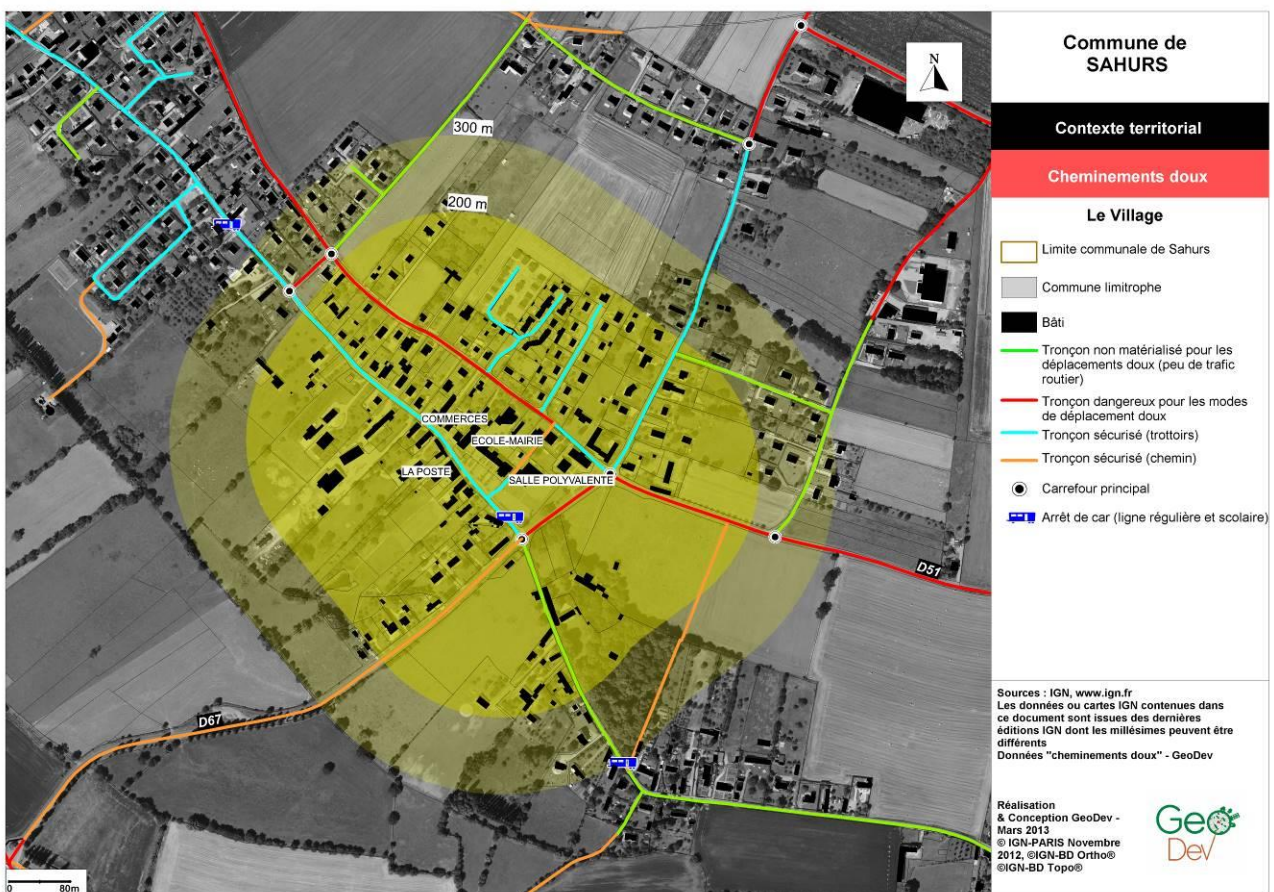 Commune de
SAHURS
Contexte territorial
Cheminements doux
Le Village
Limite communale de Sahurs
Commune limitrophe
Bâti
Tronçon non matérialisé pour les
déplacements doux (peu de trafic
routier)
Tronçon dangereux pour les modes
de déplacement doux
Tronçon sécurisé (trottoirs)
Tronçon sécurisé (chemin)
Carrefour principal
Arrêt de car (ligne régulière et scolaire)
N
300 m
200 m
COMMERCES
ECOLE-MAIRIE
LA POSTE
SALLE POLYVALENTE
D51
D67
0 80m
Sources : IGN, www.ign.fr
Les données ou cartes IGN contenues dans
ce document sont issues des dernières
éditions IGN dont les millésimes peuvent être
différents
Données "cheminements doux" - GeoDev
Réalisation
& Conception GeoDev -
Mars 2013
© IGN-PARIS Novembre
2012, ©IGN-BD Ortho®
©IGN-BD Topo®
Geo
Dev